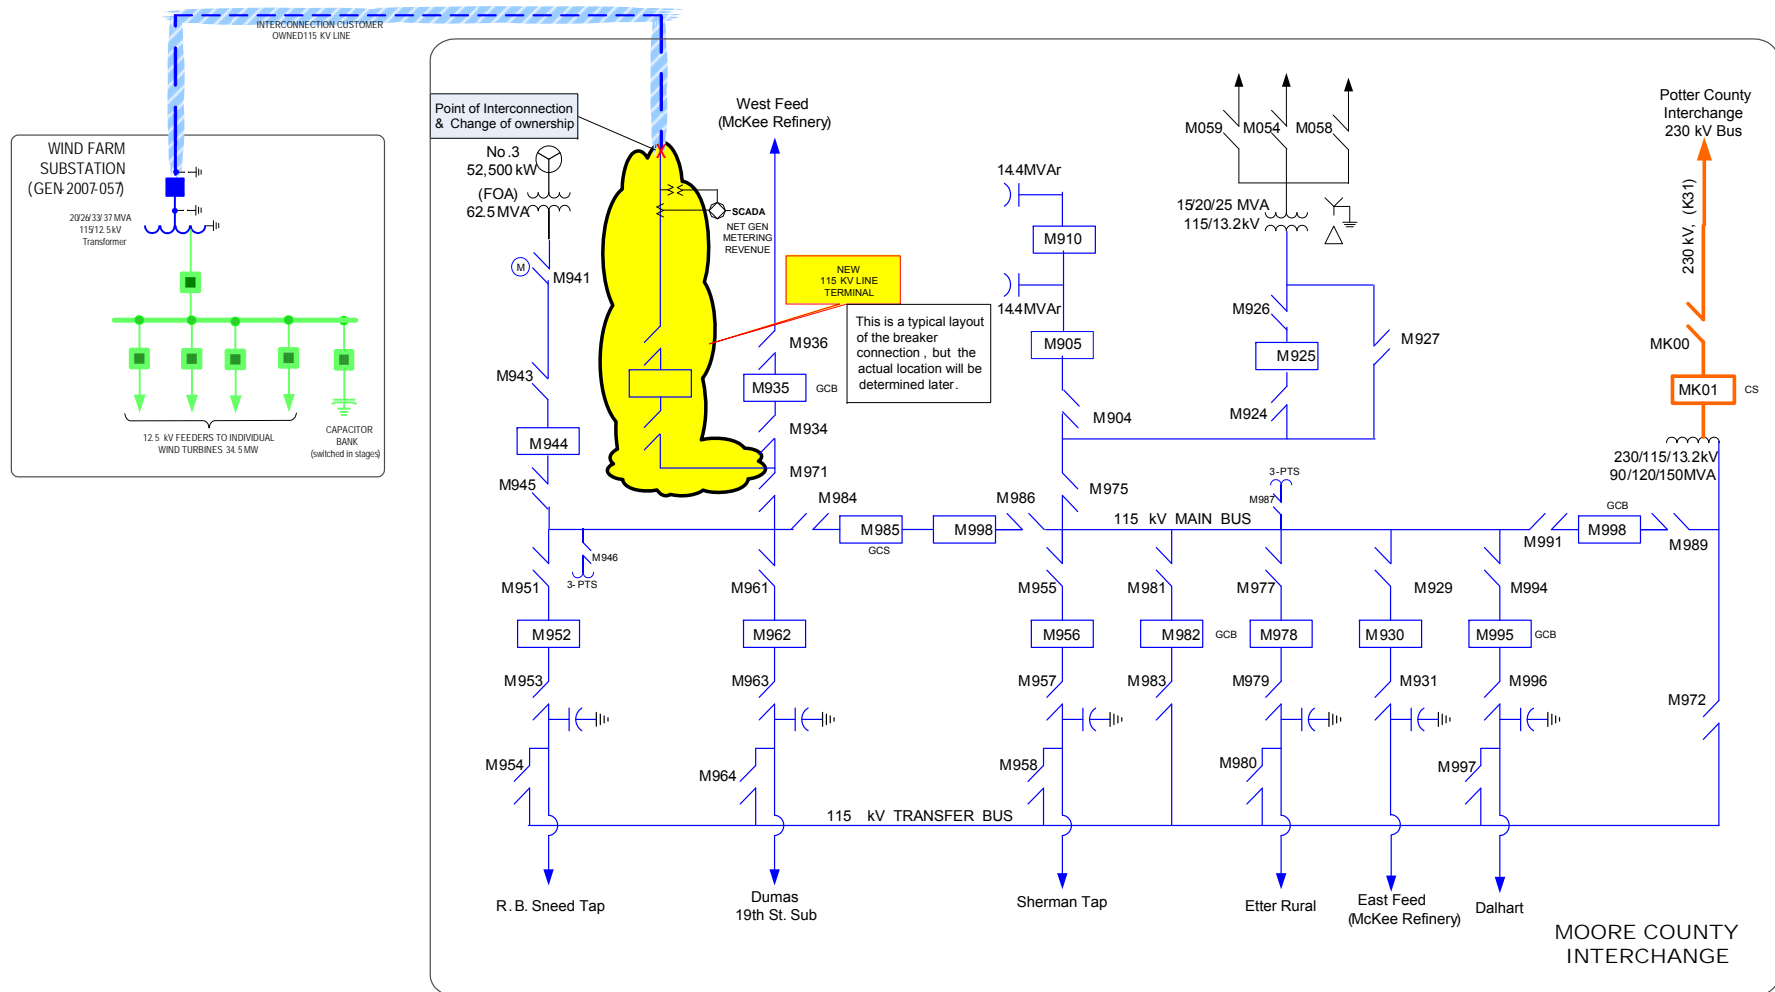 INTERCONNECTION CUSTOMER
OWNED115 KV LINE
WIND FARM
SUBSTATION
(GEN-2007-057)
20/26/33/37 MVA
115/12.5 kV
Transformer
12.5 kV FEEDERS TO INDIVIDUAL
WIND TURBINES 34.5 MW
CAPACITOR
BANK
(switched in stages)
Point of Interconnection
& Change of ownership
No.3
52,500 kW
(FOA)
62.5 MVA
M
M941
M943
M944
M945
SCADA
NET GEN
METERING
REVENUE
West Feed
(McKee Refinery)
NEW
115 KV LINE
TERMINAL
This is a typical layout
of the breaker
connection, but the
actual location will be
determined later.
M936
M935
GCB
M934
M971
14.4MVAr
M910
14.4MVAr
M905
M904
M975
M059
M054
M058
15/20/25 MVA
115/13.2kV
M926
M925
M924
M927
Potter County
Interchange
230 kV Bus
230 kV, (K31)
MK00
MK01
CS
230/115/13.2kV
90/120/150MVA
M984
M985
GCS
M998
M986
115 kV MAIN BUS
3-PTS
M987
M991
GCB
M998
M989
M946
3-PTS
M951
M952
M953
M954
M961
M962
M963
M964
M955
M956
M957
M958
M981
M982
GCB
M983
M977
M978
M979
M980
M929
M930
M931
M994
M995
GCB
M996
M997
M972
115 kV TRANSFER BUS
R.B. Sneed Tap
Dumas
19th St. Sub
Sherman Tap
Etter Rural
East Feed
(McKee Refinery)
Dalhart
MOORE COUNTY
INTERCHANGE